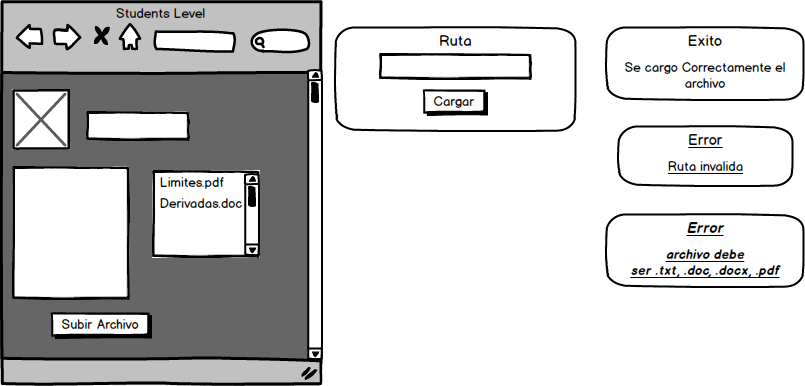 Students Level
Limites.pdf
Derivadas.doc
Subir Archivo
Ruta
Cargar
Exito
Se cargo Correctamente el
archivo
Error
Ruta invalida
Error
archivo debe
ser .txt, .doc, .docx, .pdf